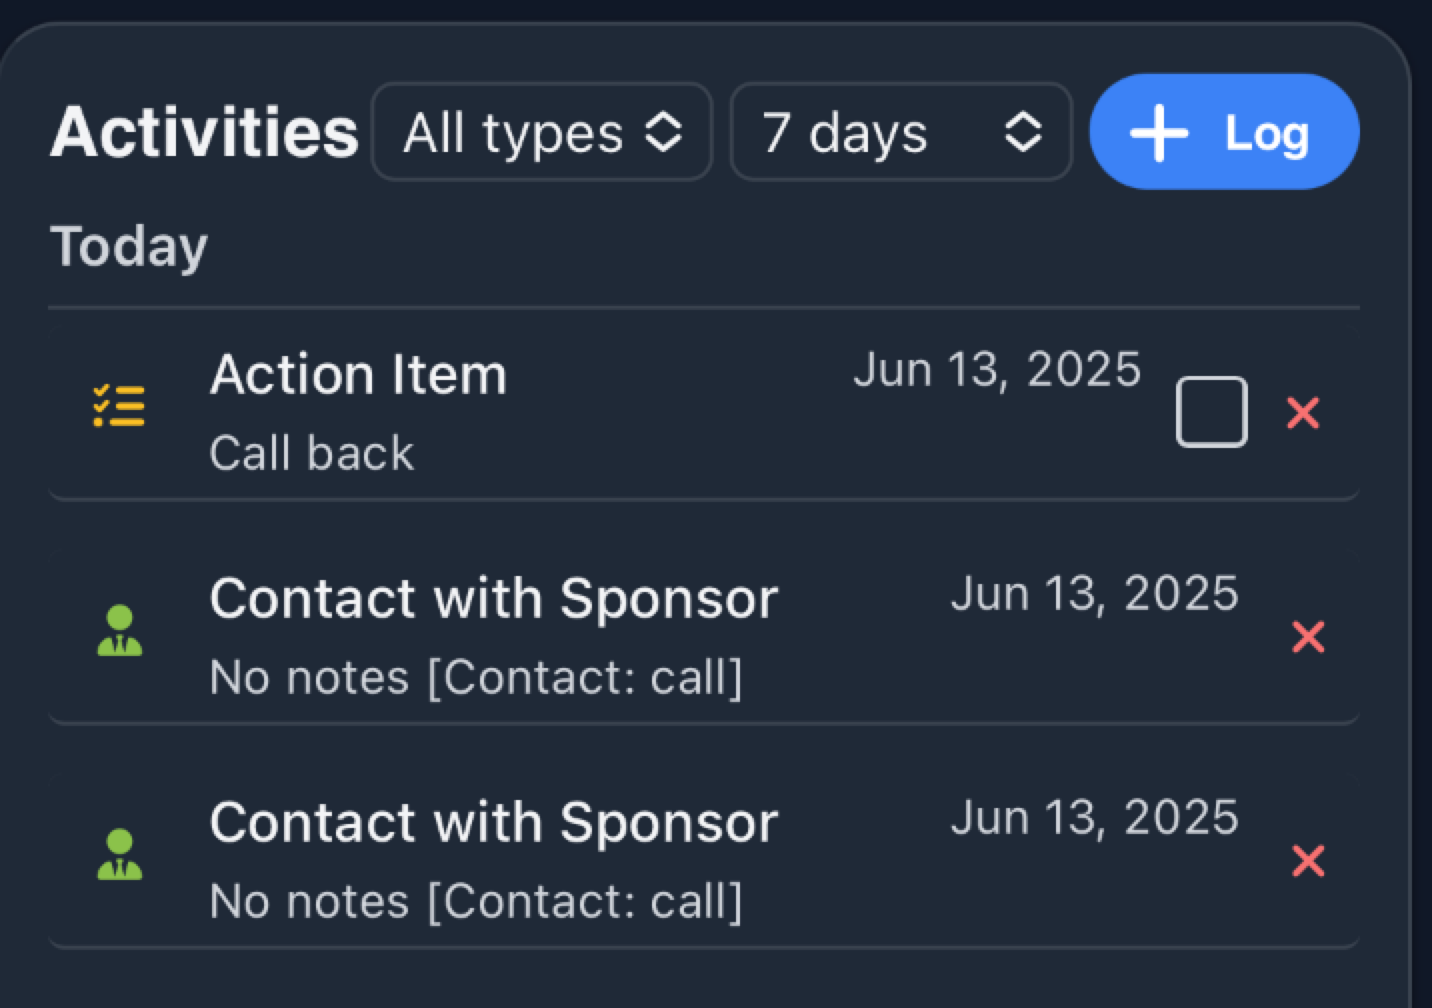 Activities All types 7 days Log
Today
Action Item Jun 13, 2025
Call back
Contact with Sponsor Jun 13, 2025
No notes [Contact: call]
Contact with Sponsor Jun 13, 2025
No notes [Contact: call]